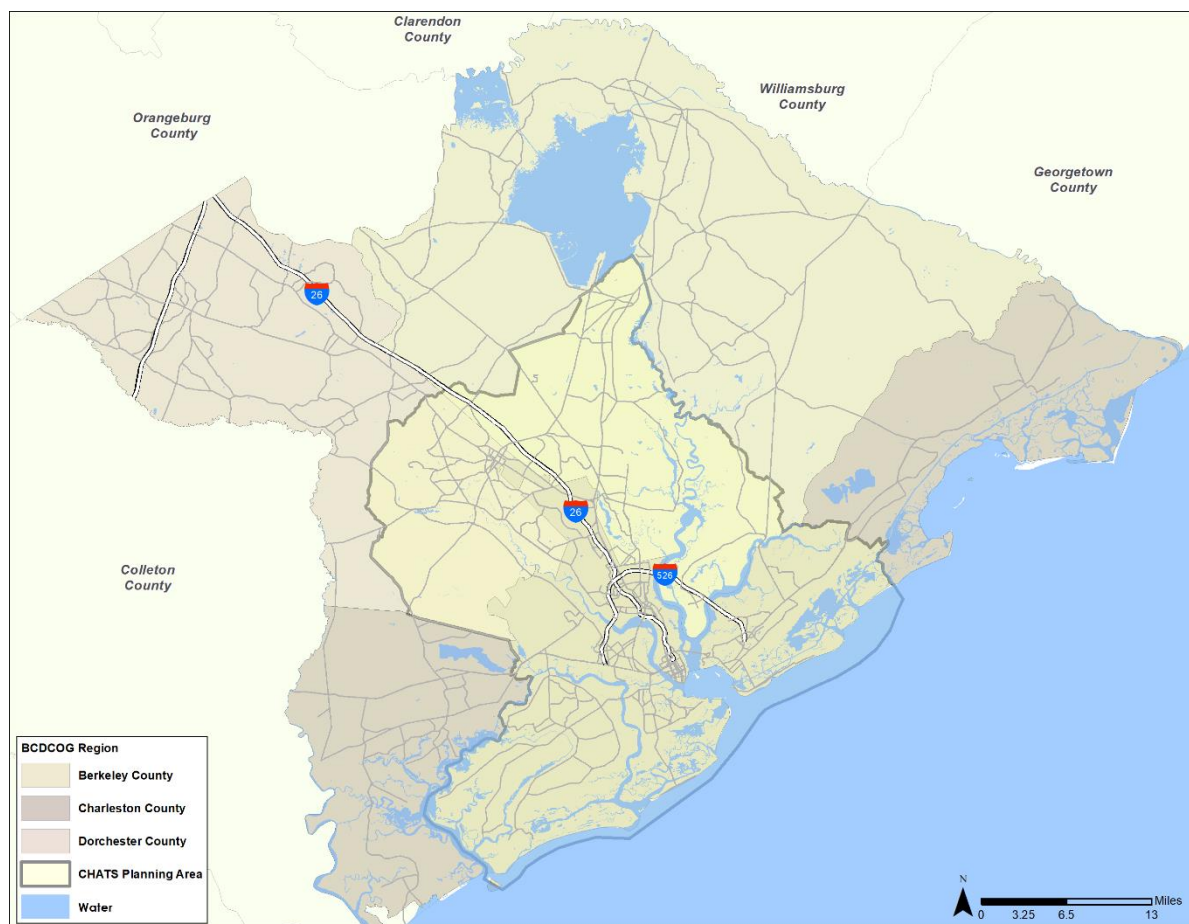 Clarendon
County
Williamsburg
County
Orangeburg
County
Georgetown
County
26
26
526
Colleton
County
BCDCOG Region
Berkeley County
Charleston County
Dorchester County
CHATS Planning Area
Water
N
Miles
0 3.25 6.5 13